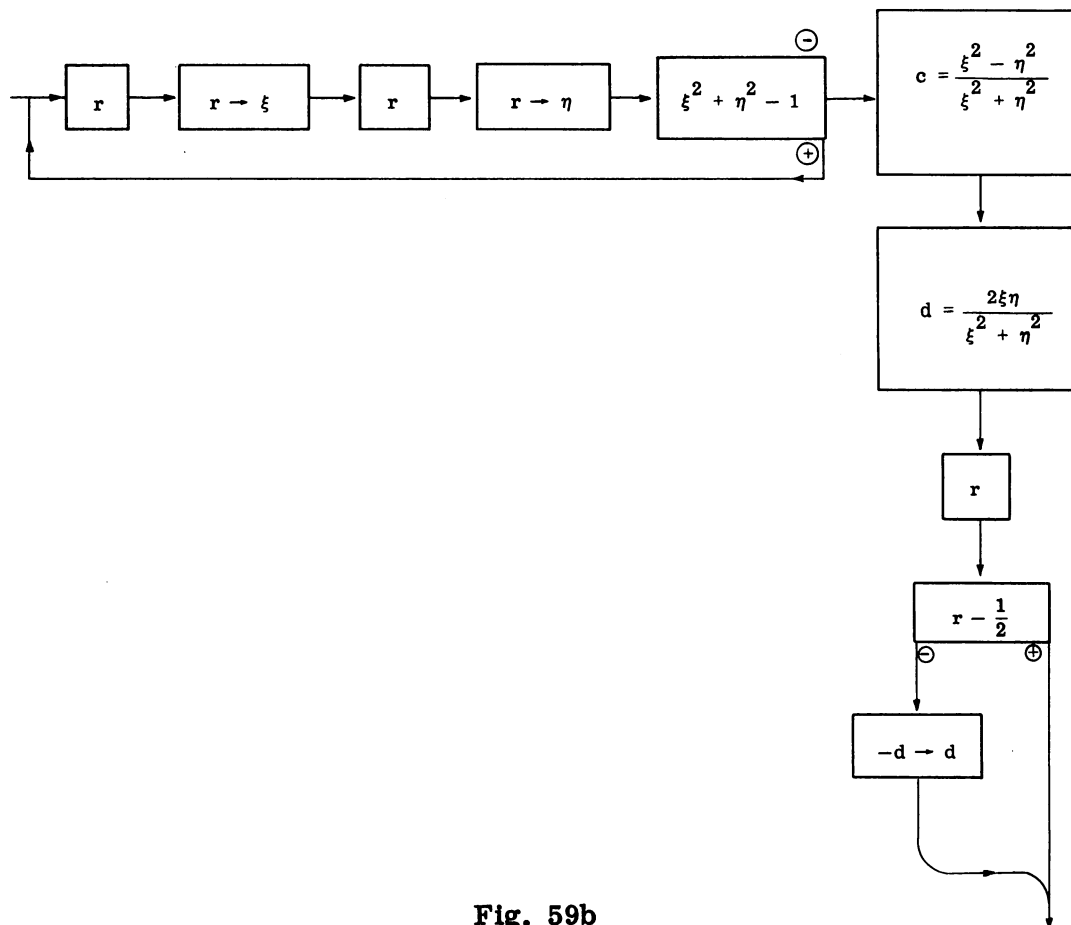 r
r → ξ
r
r → η
ξ² + η² − 1
⊖
⊕
c = (ξ² − η²)/(ξ² + η²)
d = 2ξη/(ξ² + η²)
r
r − 1/2
⊖ ⊕
−d → d
Fig. 59b